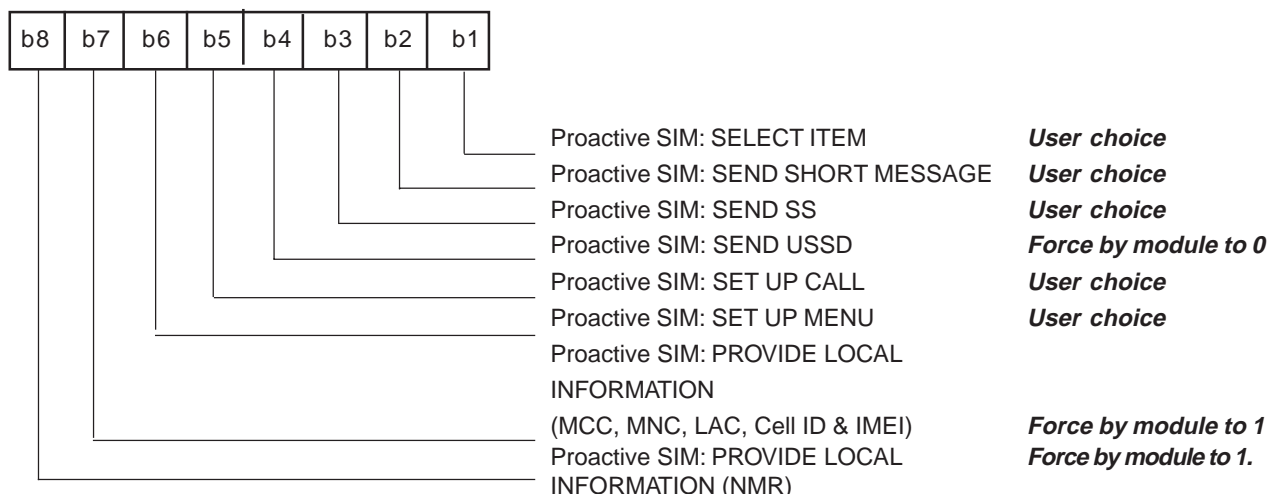 b8 b7 b6 b5 b4 b3 b2 b1
Proactive SIM: SELECT ITEM User choice
Proactive SIM: SEND SHORT MESSAGE User choice
Proactive SIM: SEND SS User choice
Proactive SIM: SEND USSD Force by module to 0
Proactive SIM: SET UP CALL User choice
Proactive SIM: SET UP MENU User choice
Proactive SIM: PROVIDE LOCAL
INFORMATION
(MCC, MNC, LAC, Cell ID & IMEI) Force by module to 1
Proactive SIM: PROVIDE LOCAL Force by module to 1.
INFORMATION (NMR)